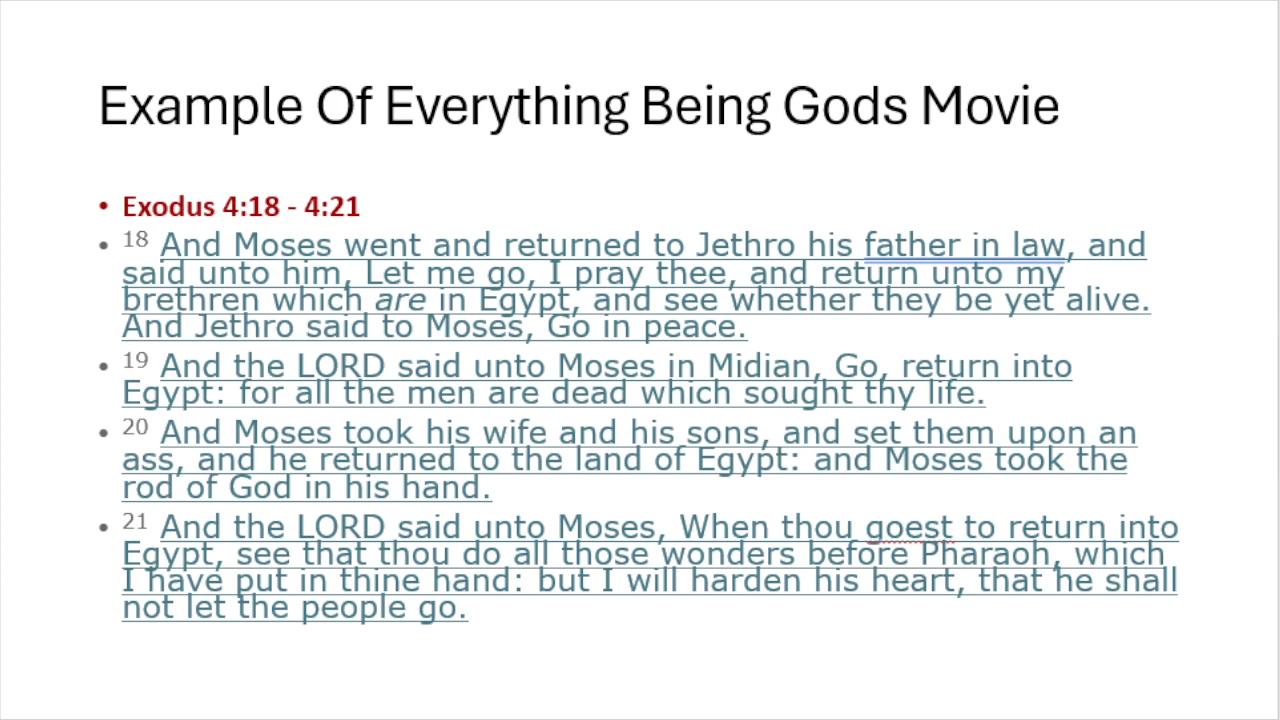 Example Of Everything Being Gods Movie
• Exodus 4:18 - 4:21
• 18 And Moses went and returned to Jethro his father in law, and
said unto him, Let me go, I pray thee, and return unto my
brethren which are in Egypt, and see whether they be yet alive.
And Jethro said to Moses, Go in peace.
• 19 And the LORD said unto Moses in Midian, Go, return into
Egypt: for all the men are dead which sought thy life.
• 20 And Moses took his wife and his sons, and set them upon an
ass, and he returned to the land of Egypt: and Moses took the
rod of God in his hand.
• 21 And the LORD said unto Moses, When thou goest to return into
Egypt, see that thou do all those wonders before Pharaoh, which
I have put in thine hand: but I will harden his heart, that he shall
not let the people go.